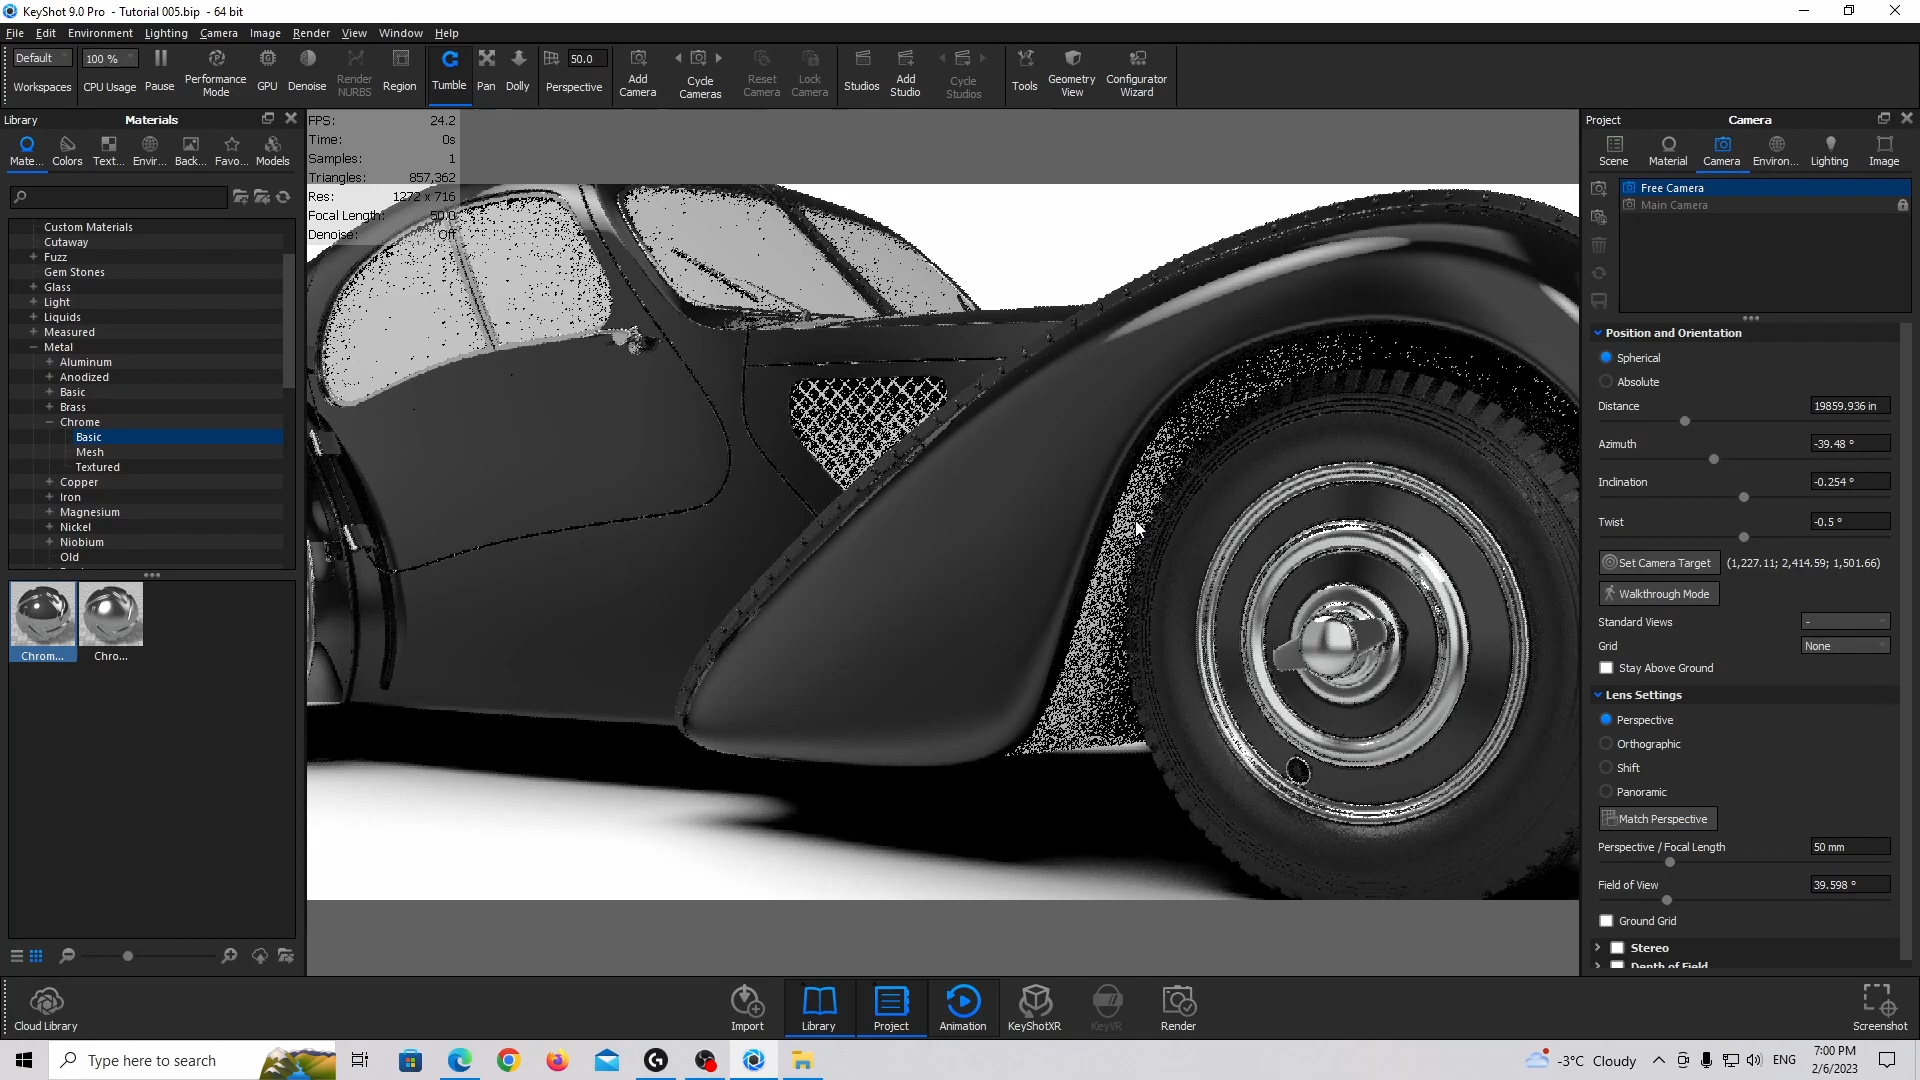 KeyShot 9.0 Pro - Tutorial 005.bip - 64 bit
File Edit Environment Lighting Camera Image Render View Window Help
Default 100 % 50.0
Workspaces CPU Usage Pause Performance Mode GPU Denoise Render NURBS Region Tumble Pan Dolly Perspective Add Camera Cycle Cameras Reset Camera Lock Camera Studios Add Studio Cycle Studios Tools Geometry View Configurator Wizard
Library Materials
Mate... Colors Text... Envir... Back... Favo... Models
Custom Materials
Cutaway
Fuzz
Gem Stones
Glass
Light
Liquids
Measured
Metal
Aluminum
Anodized
Basic
Brass
Chrome
Basic
Mesh
Textured
Copper
Iron
Magnesium
Nickel
Niobium
Old
Chrom... Chro...
FPS: 24.2
Time: 0s
Samples: 1
Triangles: 857,362
Res: 1272 x 716
Focal Length: 50.0
Denoise: Off
Project Camera
Scene Material Camera Environ... Lighting Image
Free Camera
Main Camera
Position and Orientation
Spherical
Absolute
Distance 19859.936 in
Azimuth -39.48 °
Inclination -0.254 °
Twist -0.5 °
Set Camera Target (1,227.11; 2,414.59; 1,501.66)
Walkthrough Mode
Standard Views -
Grid None
Stay Above Ground
Lens Settings
Perspective
Orthographic
Shift
Panoramic
Match Perspective
Perspective / Focal Length 50 mm
Field of View 39.598 °
Ground Grid
Stereo
Depth of Field
Cloud Library Import Library Project Animation KeyShotXR KeyVR Render Screenshot
Type here to search -3°C Cloudy ENG 7:00 PM
2/6/2023